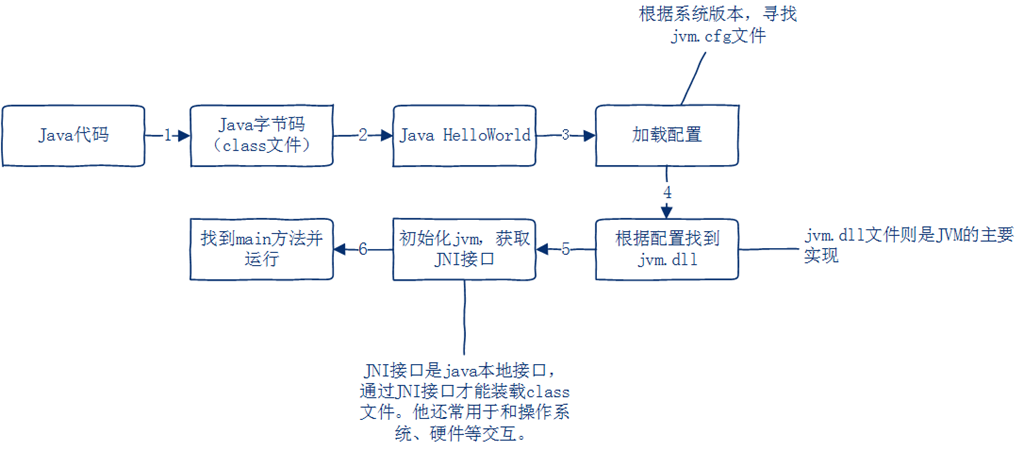 根据系统版本，寻找
jvm.cfg文件
Java代码
1
Java字节码
（class文件）
2
Java HelloWorld
3
加载配置
4
找到main方法并
运行
6
初始化jvm，获取
JNI接口
5
根据配置找到
jvm.dll
jvm.dll文件则是JVM的主要
实现
JNI接口是java本地接口，
通过JNI接口才能装载class
文件。他还常用于和操作系
统、硬件等交互。